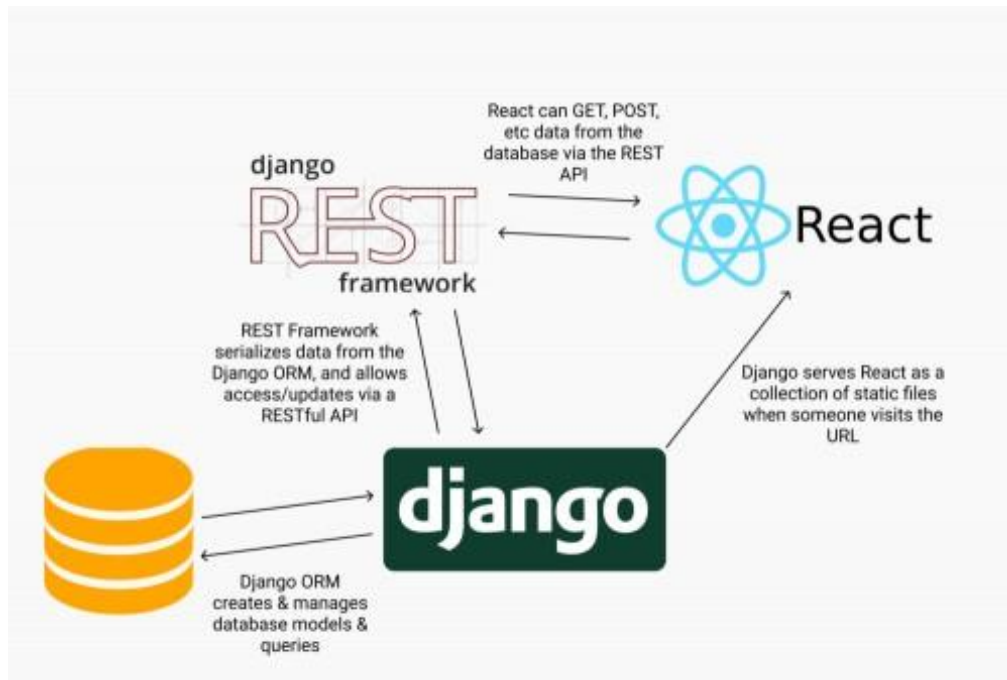 React can GET, POST,
etc data from the
database via the REST
API
django
REST
framework
React
REST Framework
serializes data from the
Django ORM, and allows
access/updates via a
RESTful API
Django serves React as a
collection of static files
when someone visits the
URL
django
Django ORM
creates & manages
database models &
queries